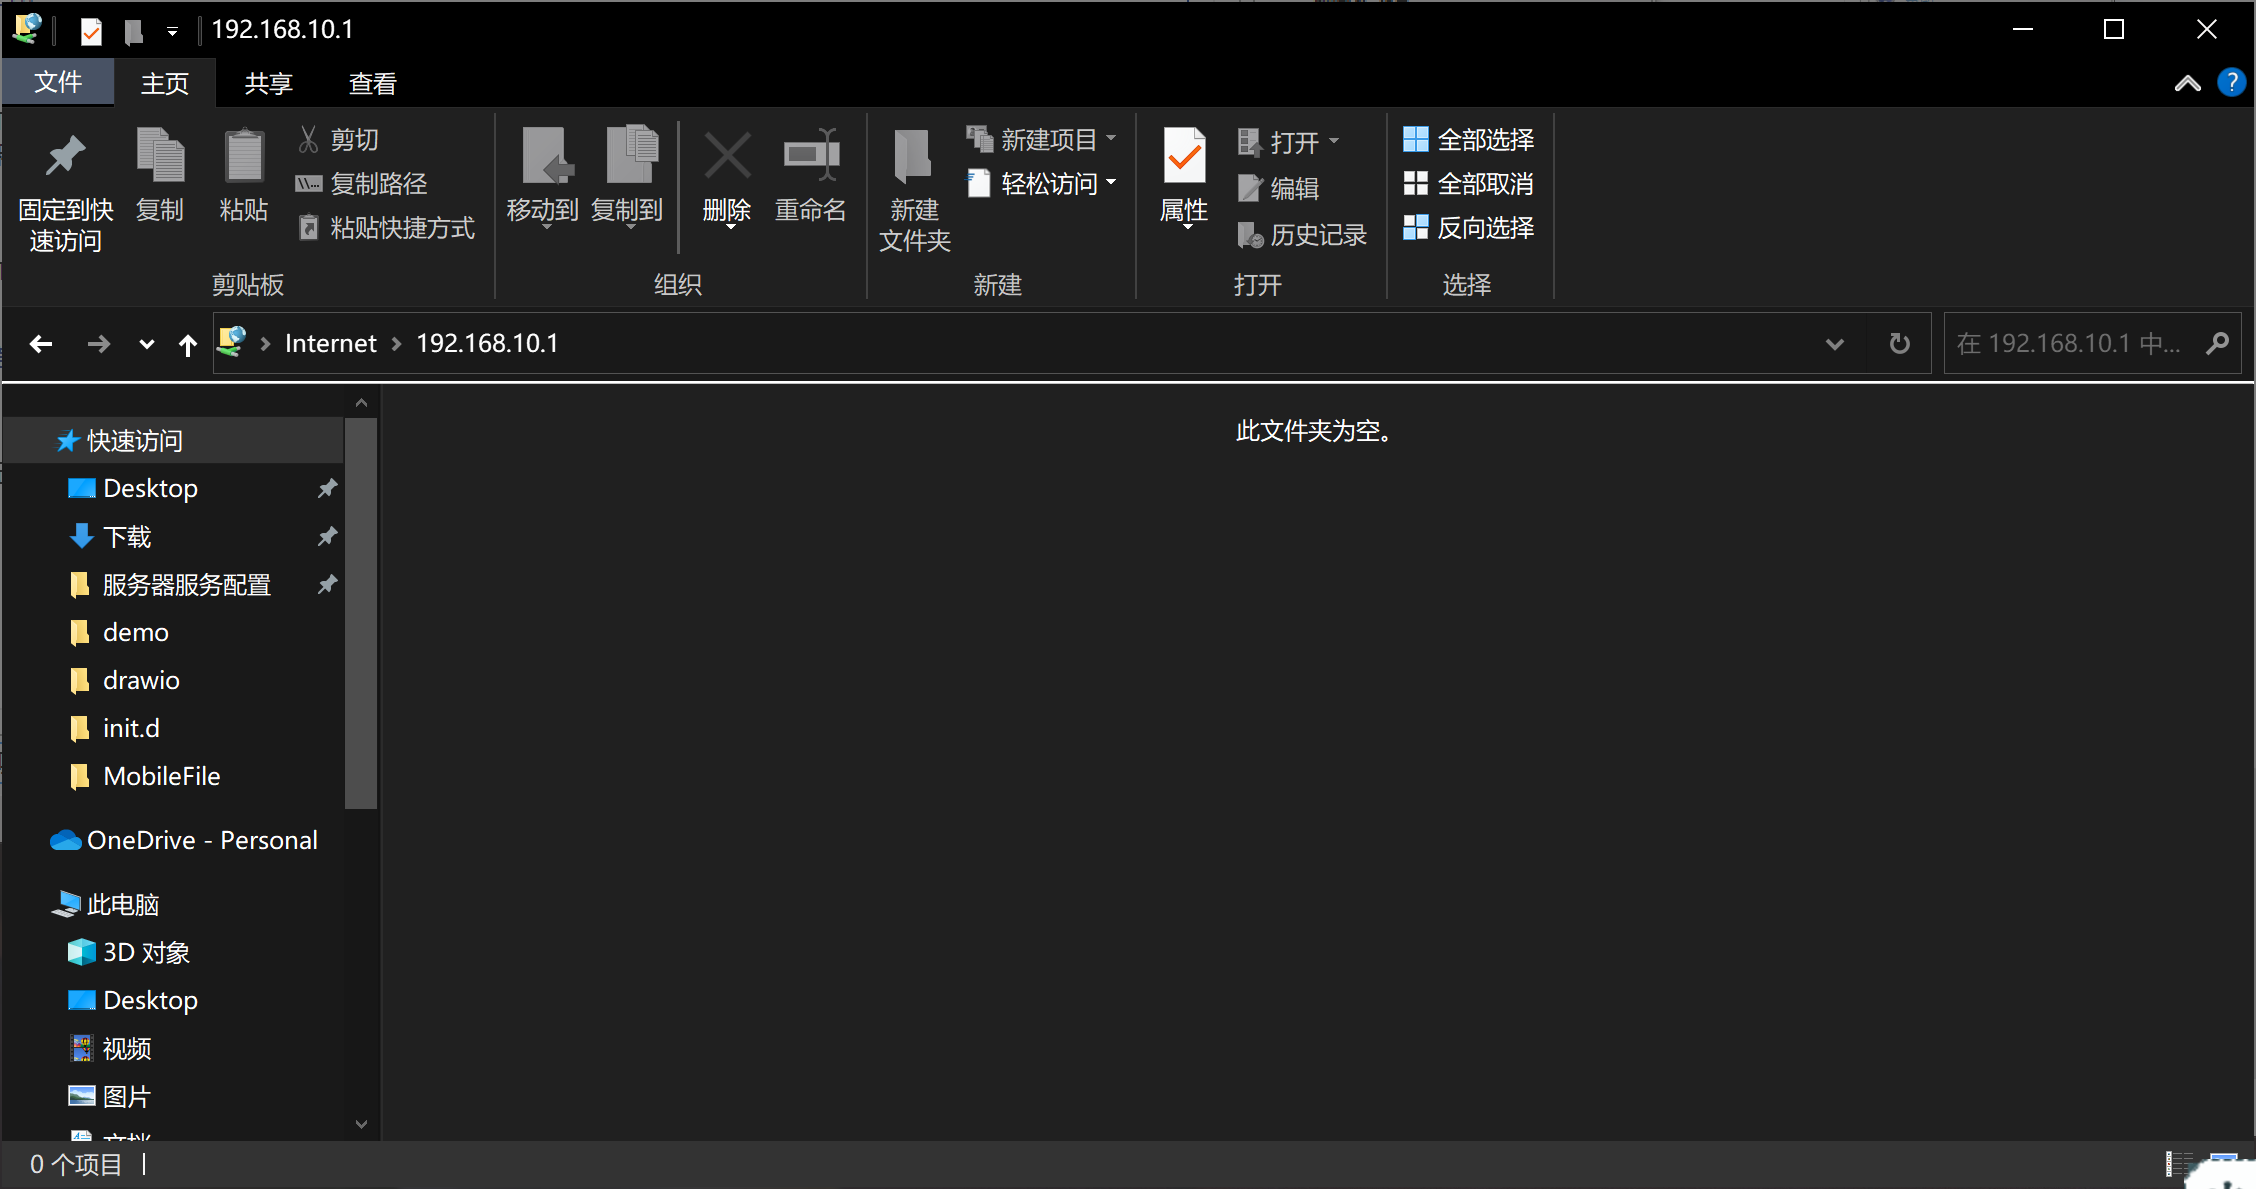 192.168.10.1
文件
主页
共享
查看
固定到快
速访问
复制
粘贴
剪切
复制路径
粘贴快捷方式
剪贴板
移动到
复制到
删除
重命名
组织
新建
文件夹
新建项目
轻松访问
新建
属性
打开
编辑
历史记录
打开
全部选择
全部取消
反向选择
选择
Internet
192.168.10.1
在 192.168.10.1 中...
快速访问
Desktop
下载
服务器服务配置
demo
drawio
init.d
MobileFile
OneDrive - Personal
此电脑
3D 对象
Desktop
视频
图片
文档
此文件夹为空。
0 个项目